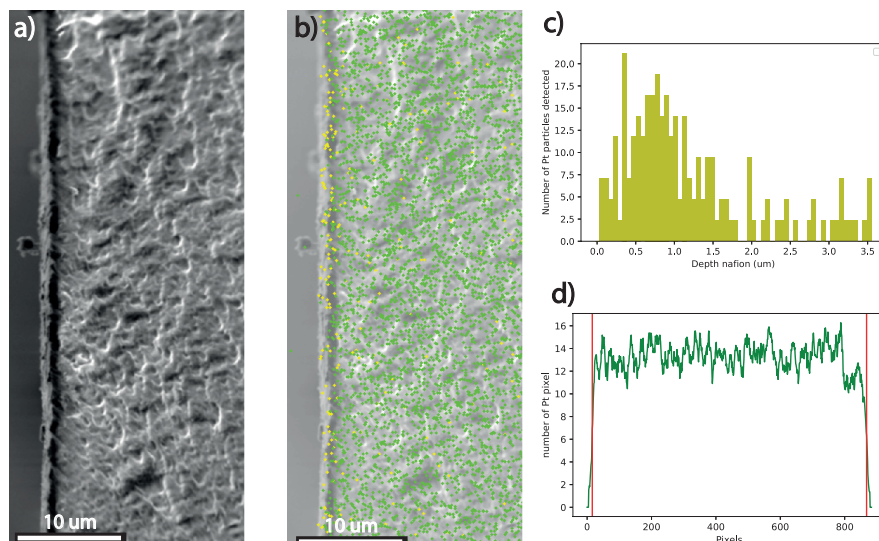 a)
10 um
b)
10 um
c)
Number of Pt particles detected
20.0
17.5
15.0
12.5
10.0
7.5
5.0
2.5
0.0
0.0 0.5 1.0 1.5 2.0 2.5 3.0 3.5
Depth nafion (um)
d)
number of Pt pixel
16
14
12
10
8
6
4
2
0
0 200 400 600 800
Pixels